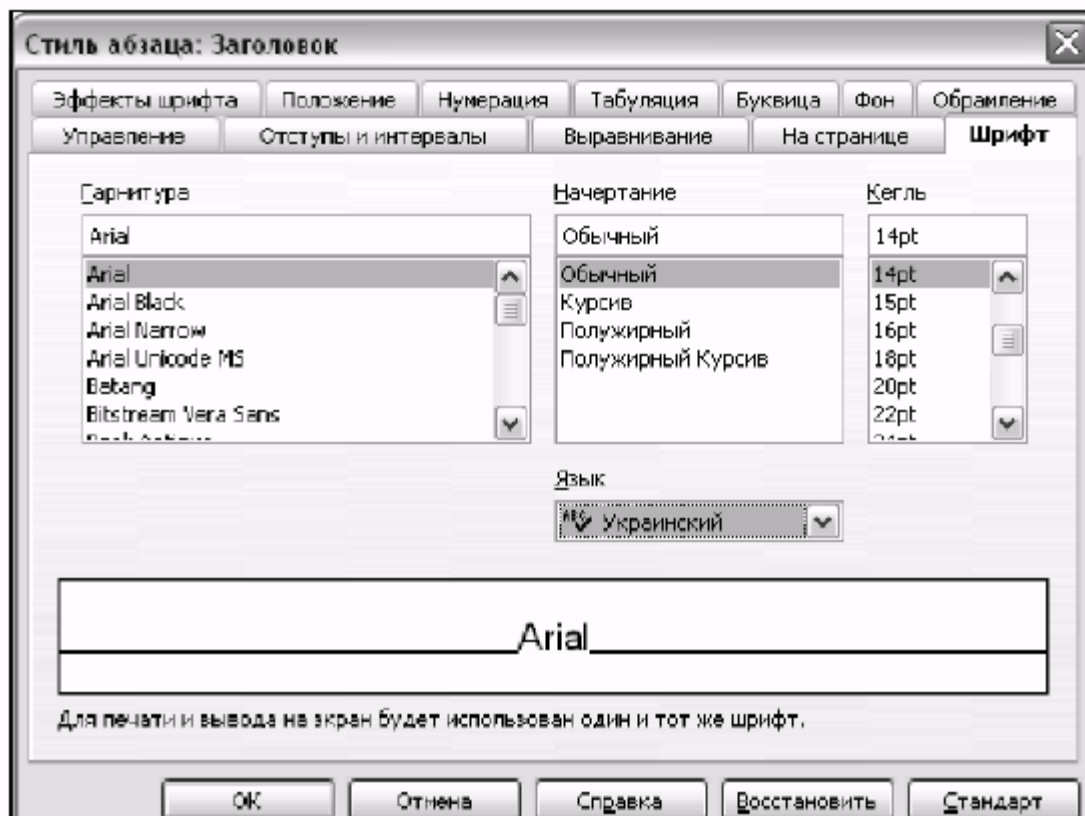 Стиль абзаца: Заголовок
Эффекты шрифта Положение Нумерация Табуляция Буквица Фон Обрамление
Управление Отступы и интервалы Выравнивание На странице Шрифт
Гарнитура Начертание Кегль
Arial Обычный 14pt
Arial Обычный 14pt
Arial Black Курсив 15pt
Arial Narrow Полужирный 16pt
Arial Unicode MS Полужирный Курсив 18pt
Batang 20pt
Bitstream Vera Sans 22pt
Язык
Украинский
Arial
Для печати и вывода на экран будет использован один и тот же шрифт.
OK Отмена Справка Восстановить Стандарт